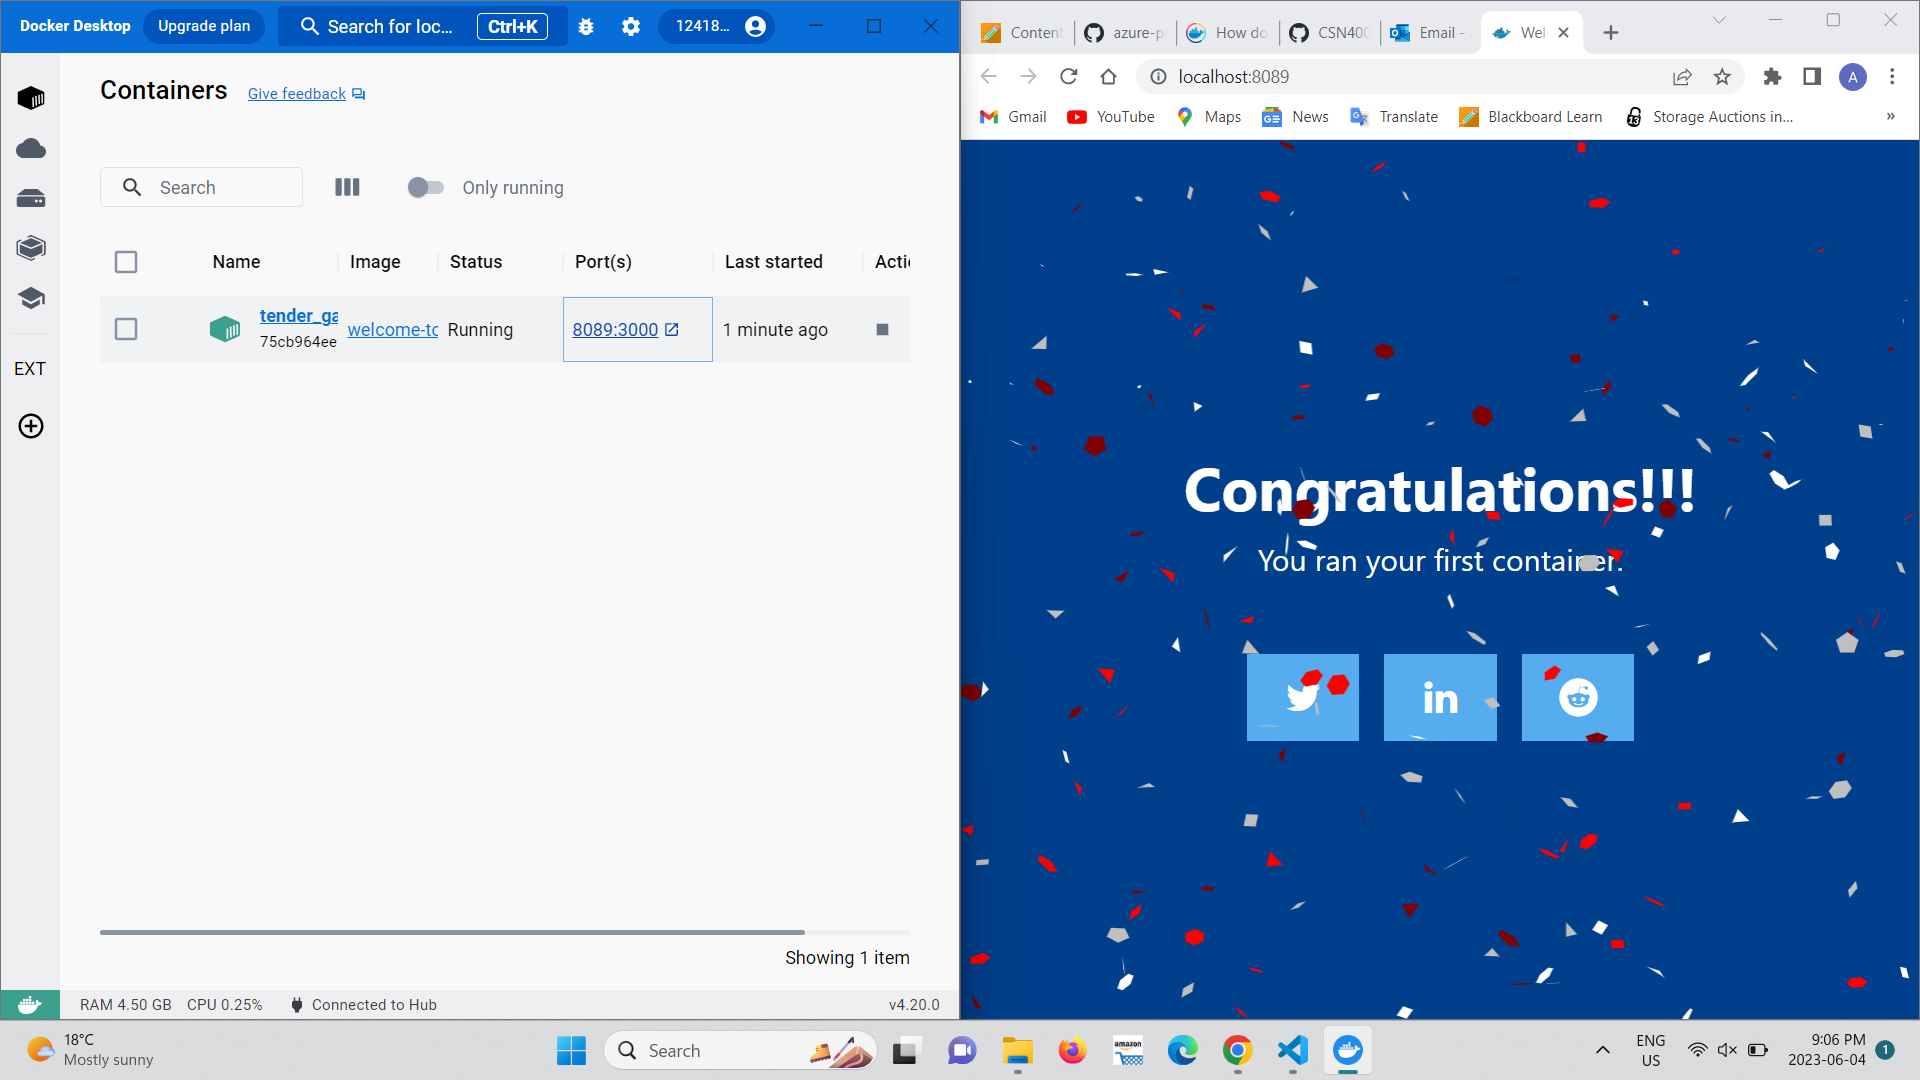 Docker Desktop
Upgrade plan
Search for loc...
Ctrl+K
12418...
Containers
Give feedback
Search
Only running
Name
Image
Status
Port(s)
Last started
Actio
tender_ga
75cb964ee
welcome-to
Running
8089:3000
1 minute ago
EXT
Showing 1 item
RAM 4.50 GB
CPU 0.25%
Connected to Hub
v4.20.0
Content
azure-p
How do
CSN400
Email -
Wel
localhost:8089
A
Gmail
YouTube
Maps
News
Translate
Blackboard Learn
Storage Auctions in...
»
Congratulations!!!
You ran your first container.
in
18°C
Mostly sunny
Search
amazon
ENG
US
9:06 PM
2023-06-04
1